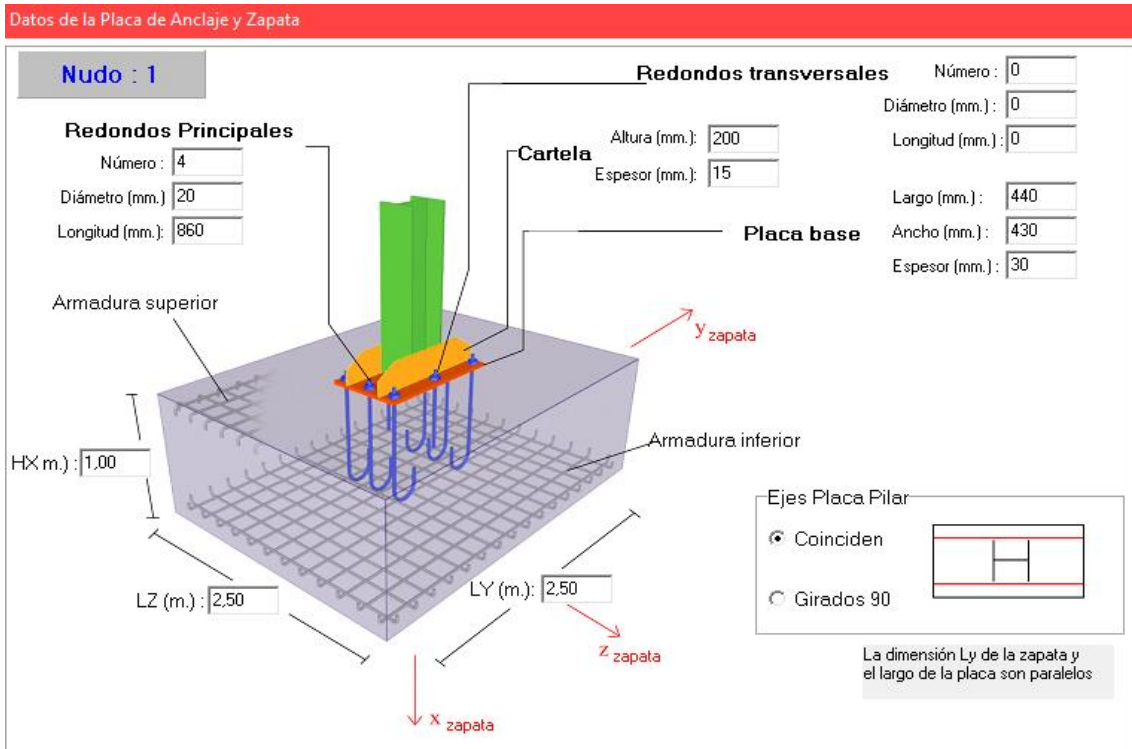 Datos de la Placa de Anclaje y Zapata
Nudo : 1
Redondos transversales
Número : 0
Diámetro (mm.) : 0
Longitud (mm.) : 0
Redondos Principales
Número : 4
Diámetro (mm.) 20
Longitud (mm.): 860
Cartela
Altura (mm.): 200
Espesor (mm.): 15
Placa base
Largo (mm.) : 440
Ancho (mm.) : 430
Espesor (mm.) : 30
Armadura superior
y zapata
Armadura inferior
HX m.) : 1,00
LZ (m.) : 2,50
LY (m.): 2,50
z zapata
x zapata
Ejes Placa Pilar
Coinciden
Girados 90
La dimensión Ly de la zapata y
el largo de la placa son paralelos